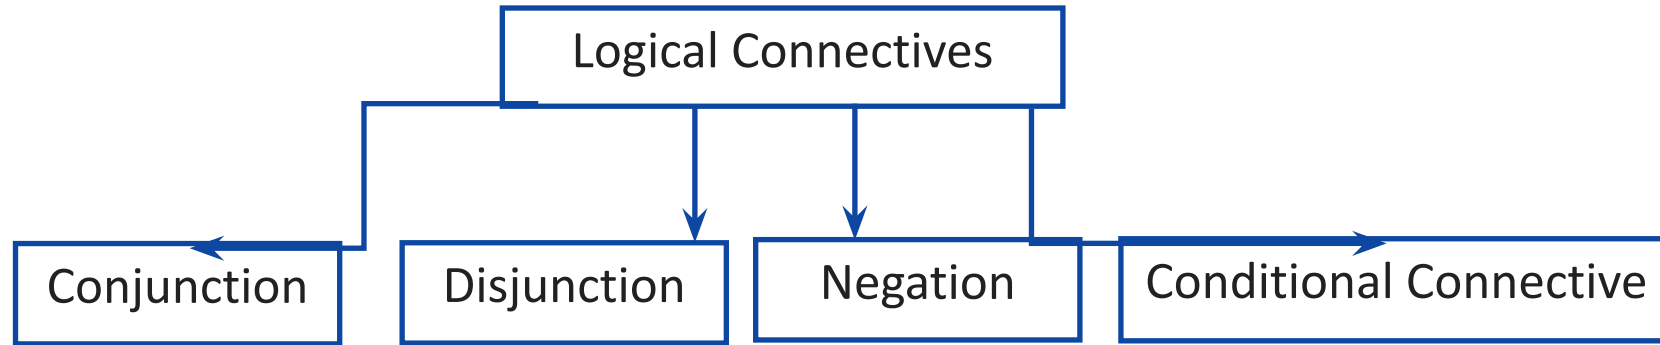 Logical Connectives
Conjunction
Disjunction
Negation
Conditional Connective